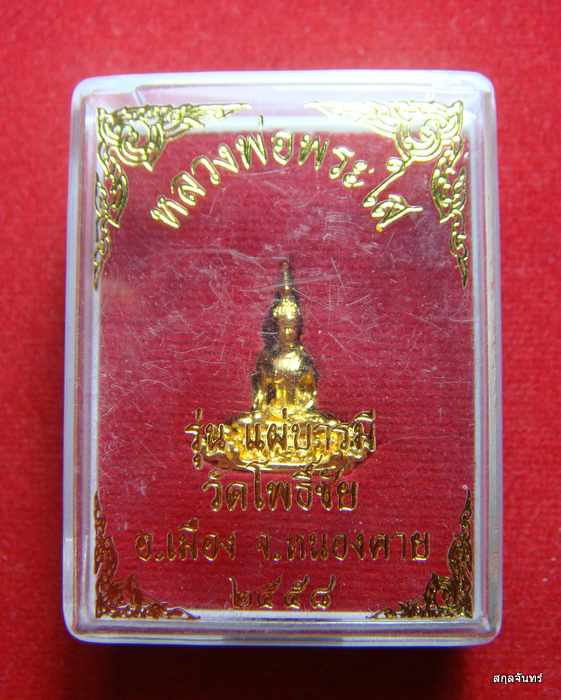 หลวงพ่อพระใส
รุ่น แผ่บารมี
วัดโพธิ์ชัย
อ.เมือง จ.หนองคาย
๒๕๕๘
สกุลจันทร์